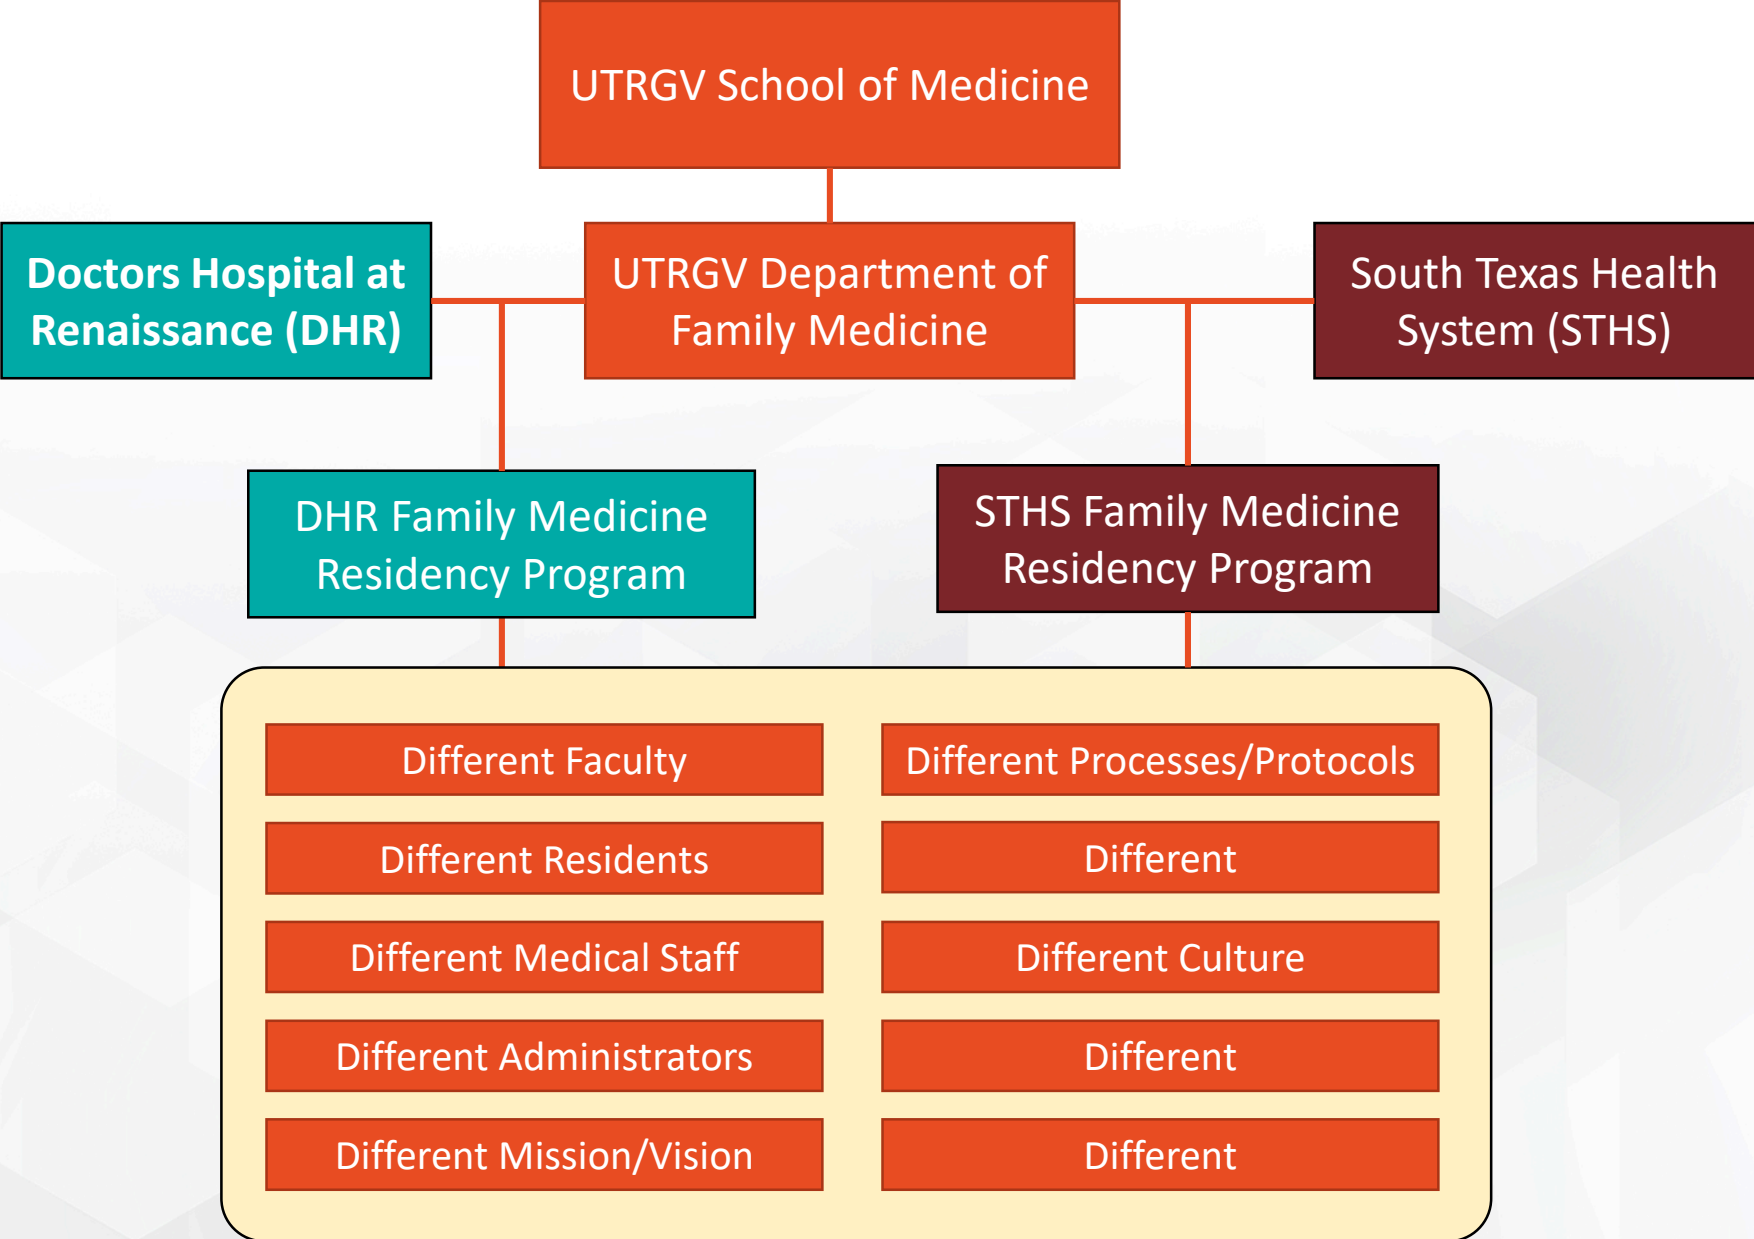 UTRGV School of Medicine
Doctors Hospital at
Renaissance (DHR)
UTRGV Department of
Family Medicine
South Texas Health
System (STHS)
DHR Family Medicine
Residency Program
STHS Family Medicine
Residency Program
Different Faculty
Different Processes/Protocols
Different Residents
Different
Different Medical Staff
Different Culture
Different Administrators
Different
Different Mission/Vision
Different